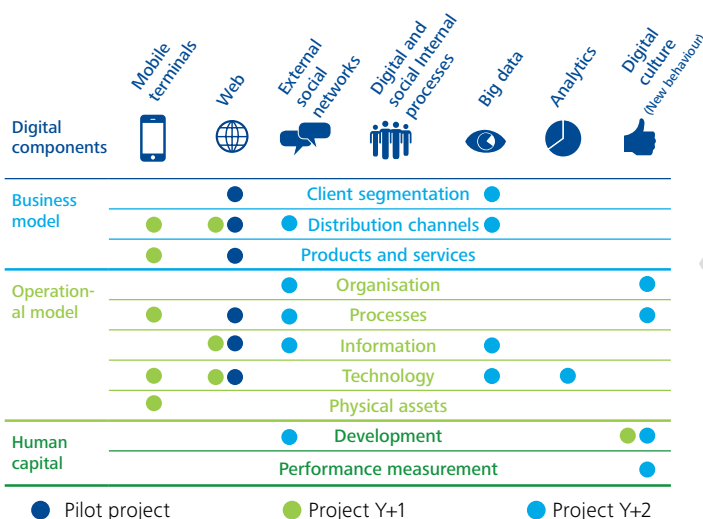 Mobile
terminals
Web
External
social
networks
Digital and
social Internal
processes
Big data
Analytics
Digital
culture
(New behaviour)
Digital
components
Business
model
Client segmentation
Distribution channels
Products and services
Operation-
al model
Organisation
Processes
Information
Technology
Physical assets
Human
capital
Development
Performance measurement
Pilot project
Project Y+1
Project Y+2